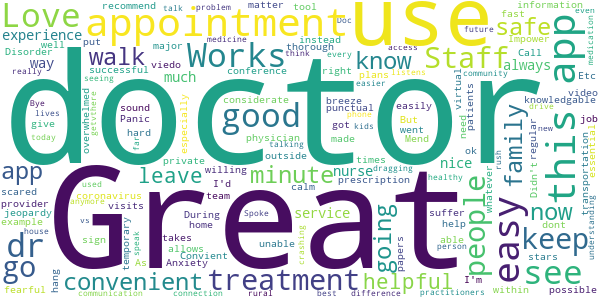 recommend talk tool problem matter fast information even
Love appointment use safe app
experience Doc future Impower Call medication
Disorder well put major medicine instead thorough think every access always Etc
way walk Works know Staff easier community
really successful viedo conference right plans listens
seeing much
doctor
Bye overwhelmed sound considerate breeze easily patients virtual knowledgable video
lives give Panic good physician punctual But need this job
today getvthere far hard got phone kids went Mend drive new
app private outside made talking dragging nice family essential
scared leave minute times nurse ok rush regular now transportation understanding
provider I'd willing calm prescription healthy whatever Didn't
jeopardy used coronavirus team service going people easy keep
dr example visits During home takes unable papers suffer dont
go vs anymore sign temporary allows Spoke crashing able help person stars see
house speak As Convient Anxiety I'm within possible
fearful hang convenient Great treatment helpful
communication connection rural best difference practitioners